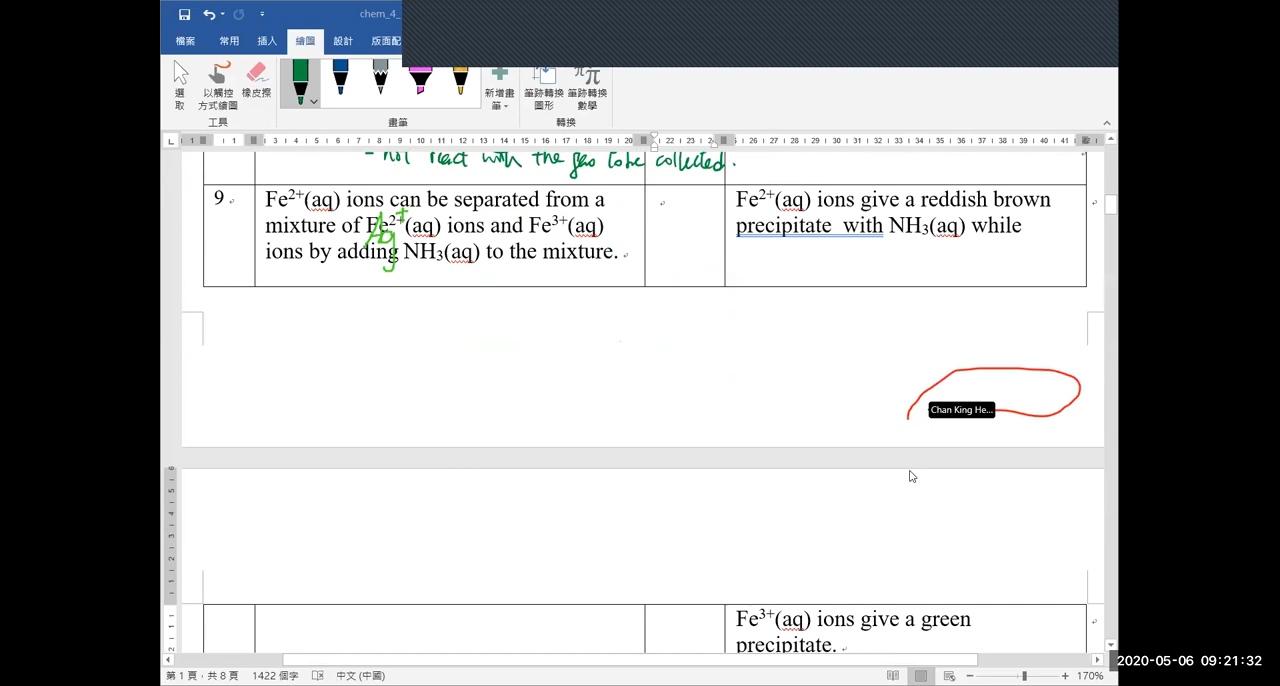 chem_4_
檔案 常用 插入 繪圖 設計 版面配
選取 以觸控方式繪圖 橡皮擦 新增畫筆 筆跡轉換圖形 筆跡轉換數學
工具 畫筆 轉換
- not react with the gas to be collected.
9
Fe2+(aq) ions can be separated from a
mixture of Fe2+(aq) ions and Fe3+(aq)
ions by adding NH3(aq) to the mixture.
Ag+
Fe2+(aq) ions give a reddish brown
precipitate with NH3(aq) while
Chan King He...
Fe3+(aq) ions give a green
precipitate.
第 1 頁，共 8 頁 1422 個字 中文 (中國) 170%
2020-05-06 09:21:32